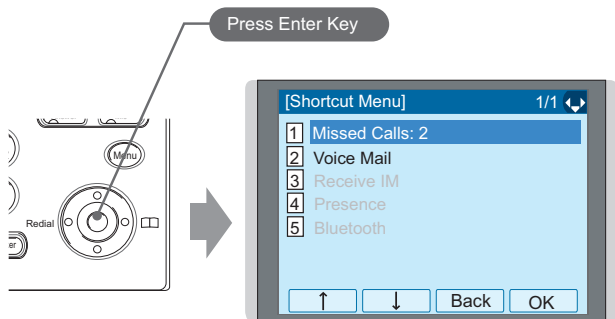 Press Enter Key
Menu
Redial
er
[Shortcut Menu] 1/1
1 Missed Calls: 2
2 Voice Mail
3 Receive IM
4 Presence
5 Bluetooth
↑ ↓ Back OK